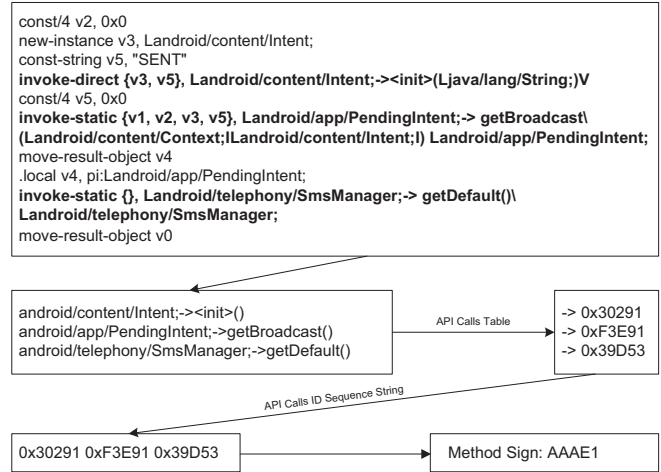 const/4 v2, 0x0
new-instance v3, Landroid/content/Intent;
const-string v5, "SENT"
invoke-direct {v3, v5}, Landroid/content/Intent;-><init>(Ljava/lang/String;)V
const/4 v5, 0x0
invoke-static {v1, v2, v3, v5}, Landroid/app/PendingIntent;-> getBroadcast\
(Landroid/content/Context;ILandroid/content/Intent;I) Landroid/app/PendingIntent;
move-result-object v4
.local v4, pi:Landroid/app/PendingIntent;
invoke-static {}, Landroid/telephony/SmsManager;-> getDefault()\
Landroid/telephony/SmsManager;
move-result-object v0
android/content/Intent;-><init>()
android/app/PendingIntent;->getBroadcast()
android/telephony/SmsManager;->getDefault()
API Calls Table
-> 0x30291
-> 0xF3E91
-> 0x39D53
API Calls ID Sequence String
0x30291 0xF3E91 0x39D53
Method Sign: AAAE1